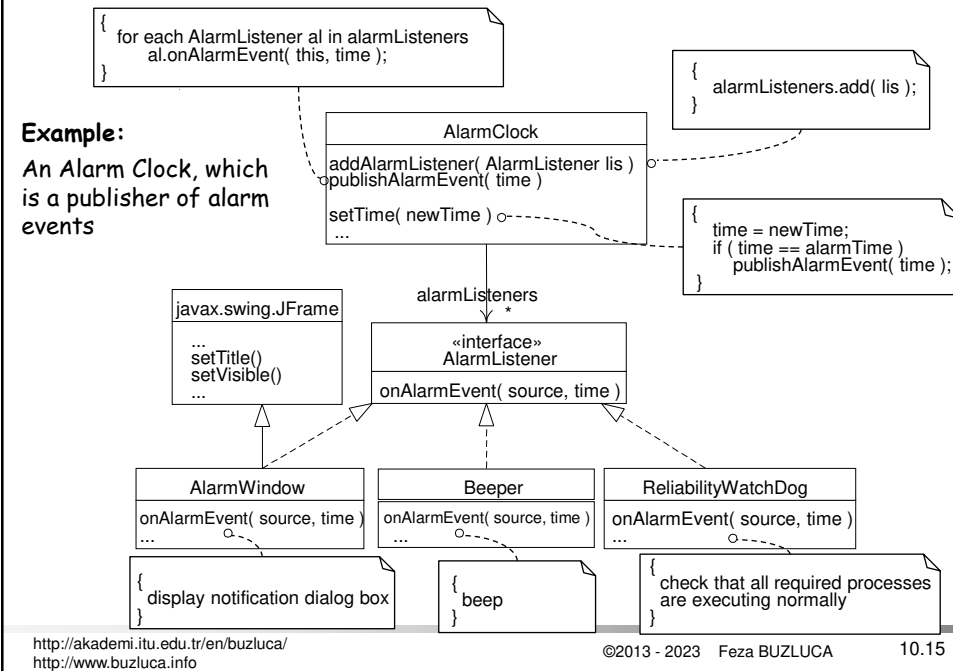 {
for each AlarmListener al in alarmListeners
al.onAlarmEvent( this, time );
}
{
alarmListeners.add( lis );
}
Example:
An Alarm Clock, which
is a publisher of alarm
events
AlarmClock
addAlarmListener( AlarmListener lis )
publishAlarmEvent( time )
setTime( newTime )
...
{
time = newTime;
if ( time == alarmTime )
publishAlarmEvent( time );
}
alarmListeners
*
javax.swing.JFrame
...
setTitle()
setVisible()
...
«interface»
AlarmListener
onAlarmEvent( source, time )
AlarmWindow
onAlarmEvent( source, time )
...
Beeper
onAlarmEvent( source, time )
...
ReliabilityWatchDog
onAlarmEvent( source, time )
...
{
display notification dialog box
}
{
beep
}
{
check that all required processes
are executing normally
}
http://akademi.itu.edu.tr/en/buzluca/
http://www.buzluca.info
©2013 - 2023 Feza BUZLUCA
10.15